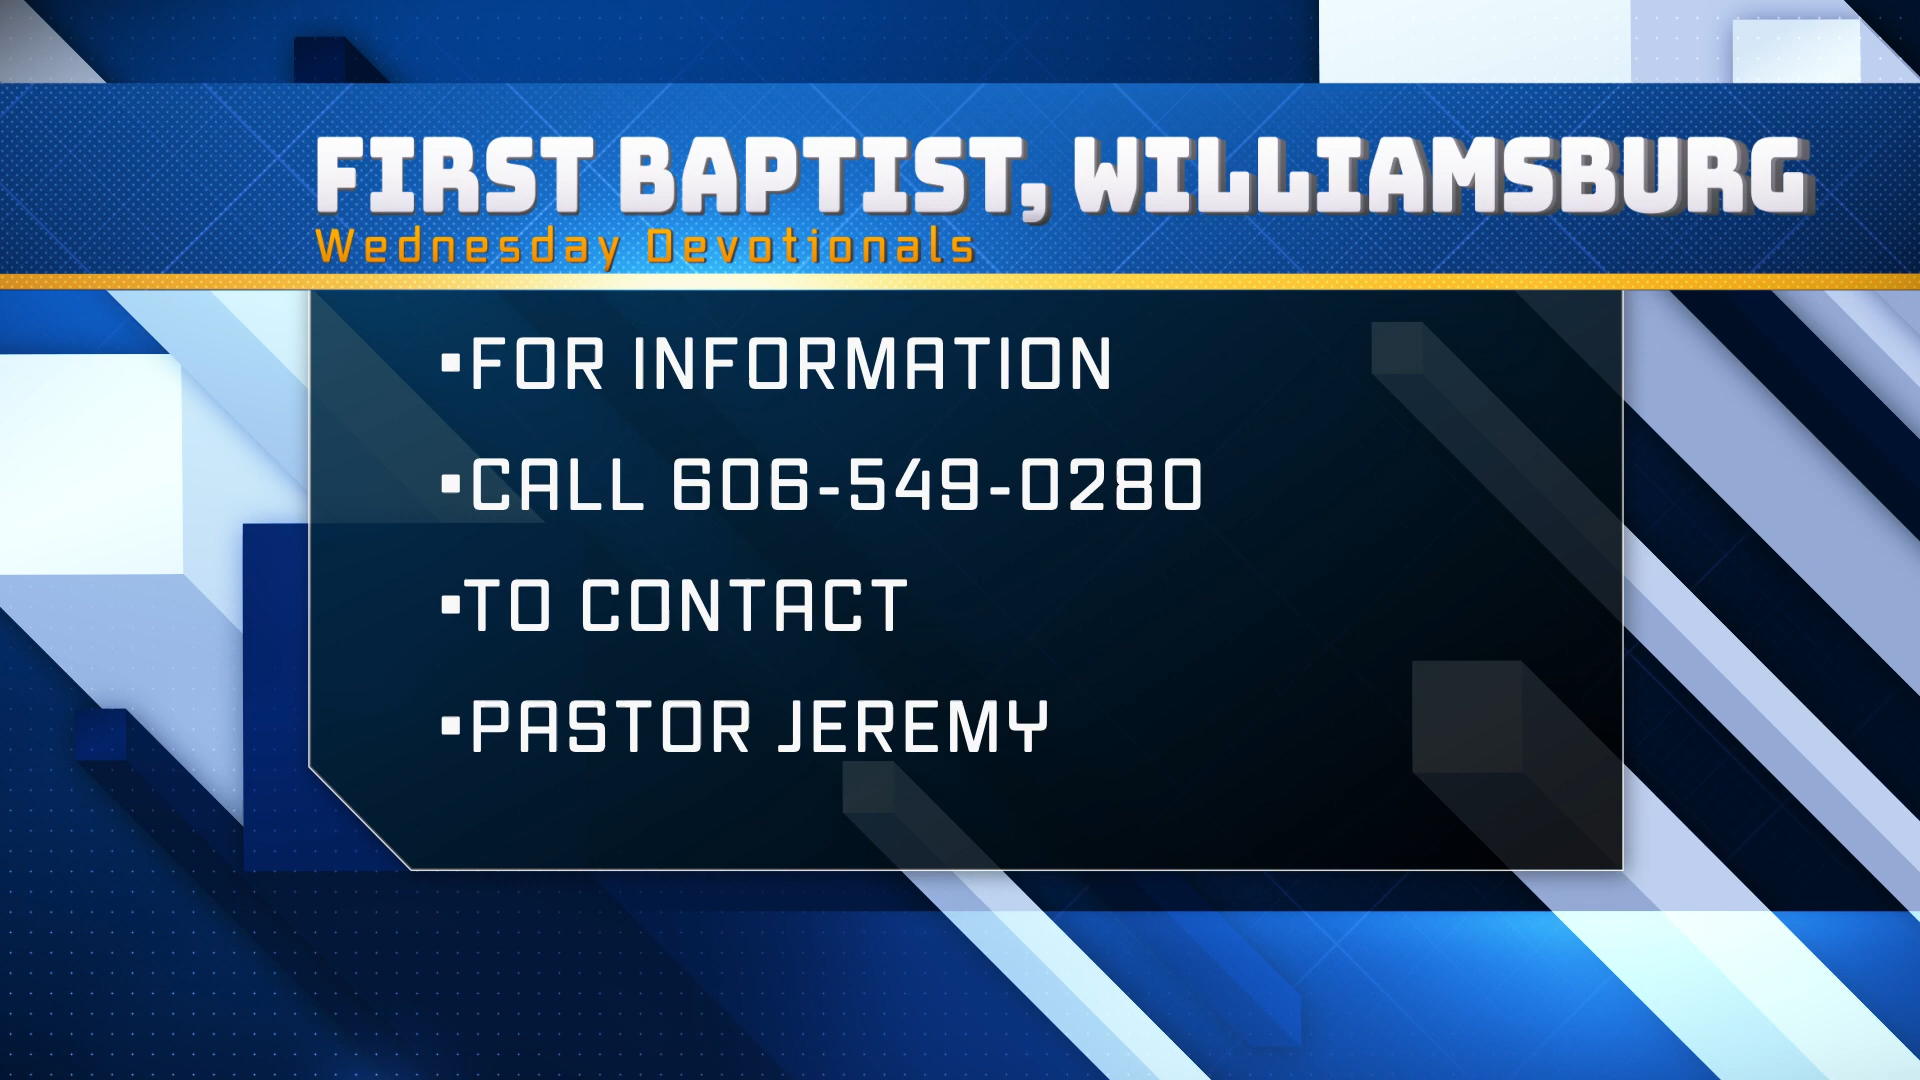 FIRST BAPTIST, WILLIAMSBURG
Wednesday Devotionals
▪FOR INFORMATION
▪CALL 606-549-0280
▪TO CONTACT
▪PASTOR JEREMY